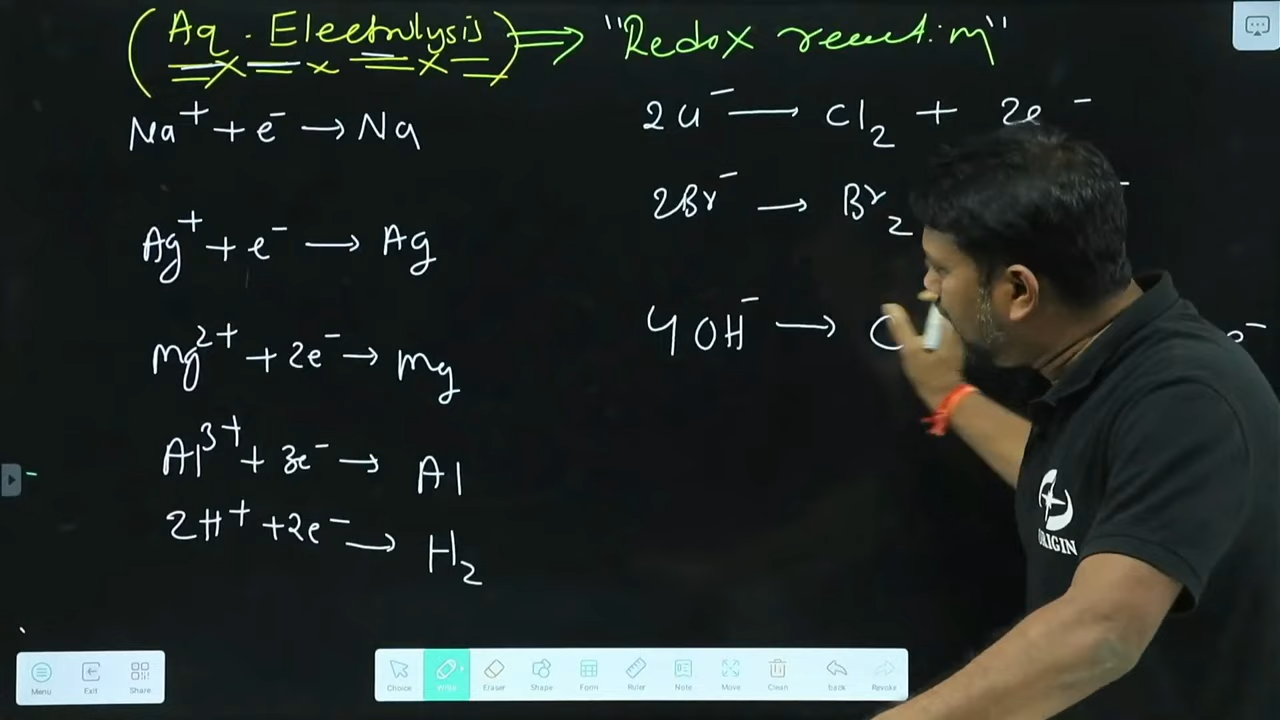 (Aq. Electrolysis) ⇒ "Redox reaction"
Na⁺ + e⁻ → Na
Ag⁺ + e⁻ → Ag
Mg²⁺ + 2e⁻ → Mg
Al³⁺ + 3e⁻ → Al
2H⁺ + 2e⁻ → H₂
2Cl⁻ → Cl₂ + 2e⁻
2Br⁻ → Br₂
4OH⁻ →
ORIGIN
Menu Exit Share
Choice Write Eraser Shape Form Ruler Note Move Clean back Revoke